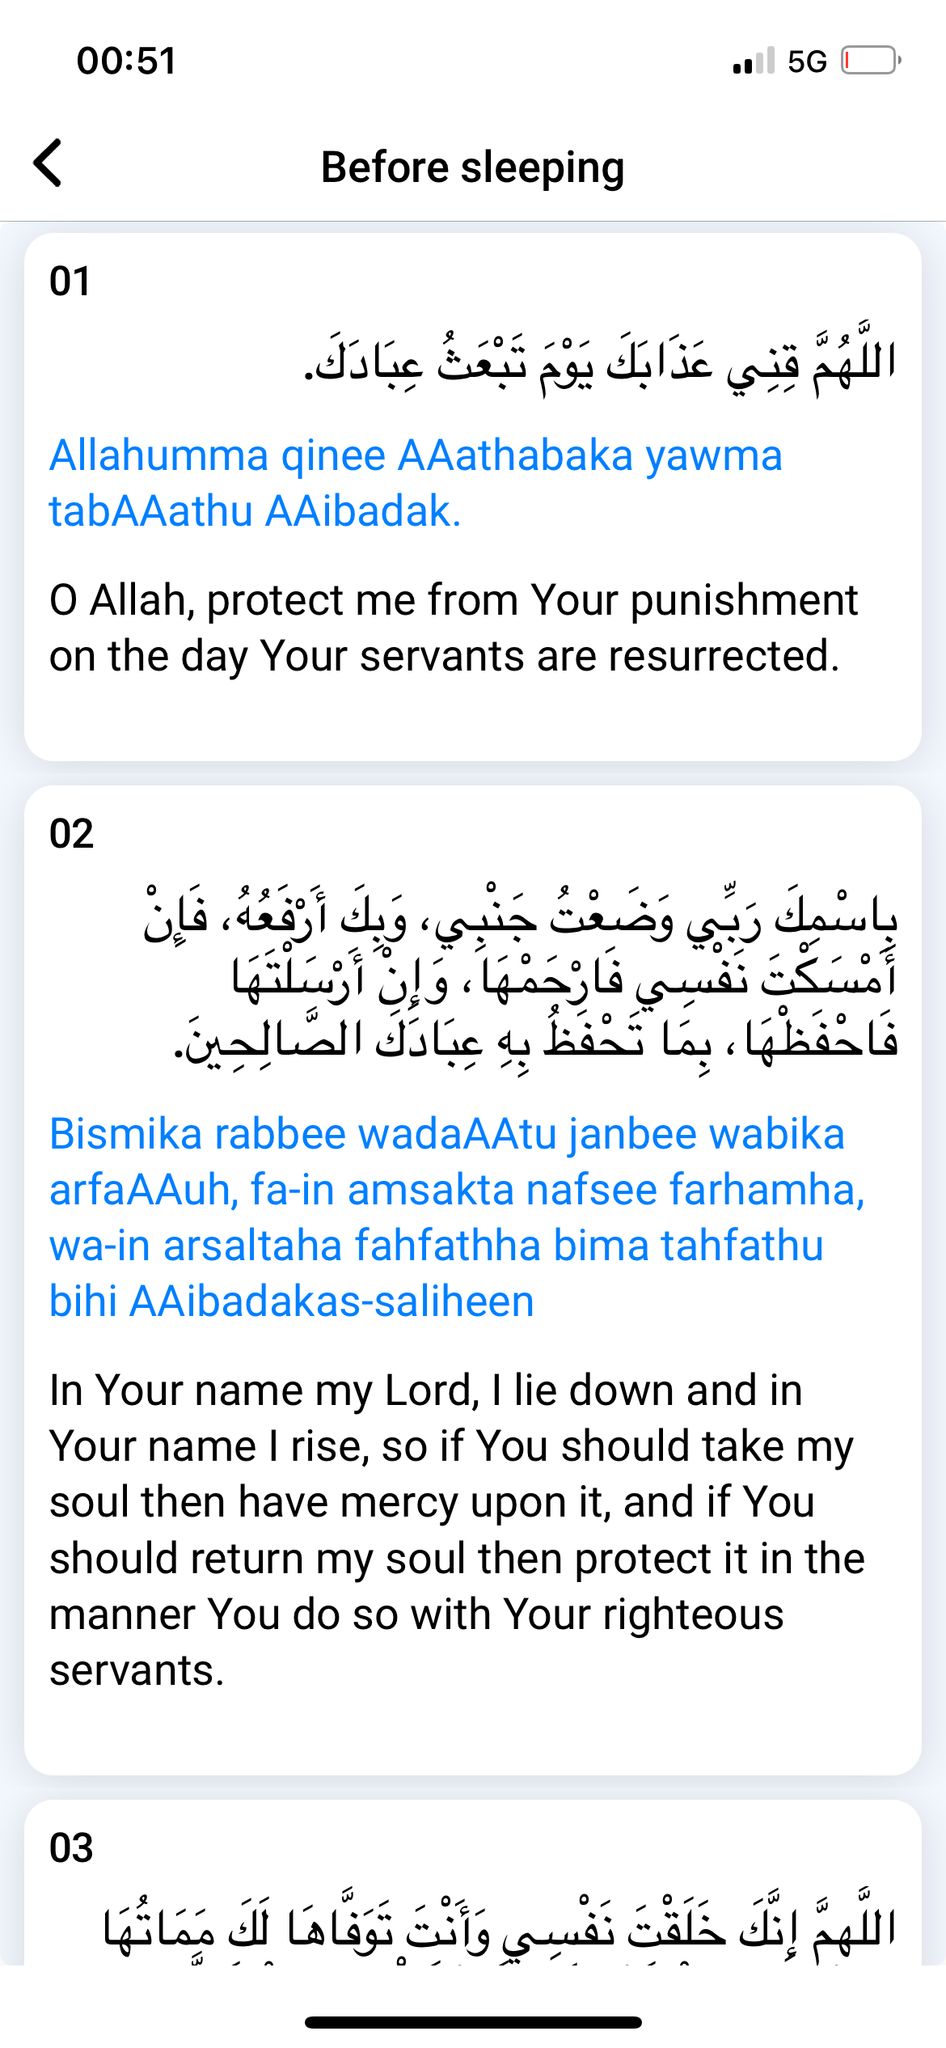 00:51
5G
Before sleeping
01
اللَّهُمَّ قِنِي عَذَابَكَ يَوْمَ تَبْعَثُ عِبَادَكَ.
Allahumma qinee AAathabaka yawma
tabAAathu AAibadak.
O Allah, protect me from Your punishment
on the day Your servants are resurrected.
02
بِاسْمِكَ رَبِّي وَضَعْتُ جَنْبِي، وَبِكَ أَرْفَعُهُ، فَإِنْ
أَمْسَكْتَ نَفْسِي فَارْحَمْهَا، وَإِنْ أَرْسَلْتَهَا
فَاحْفَظْهَا، بِمَا تَحْفَظُ بِهِ عِبَادَكَ الصَّالِحِينَ.
Bismika rabbee wadaAAtu janbee wabika
arfaAAuh, fa-in amsakta nafsee farhamha,
wa-in arsaltaha fahfathha bima tahfathu
bihi AAibadakas-saliheen
In Your name my Lord, I lie down and in
Your name I rise, so if You should take my
soul then have mercy upon it, and if You
should return my soul then protect it in the
manner You do so with Your righteous
servants.
03
اللَّهمَّ إِنَّكَ خَلَقْتَ نَفْسِي وَأَنْتَ تَوَفَّاهَا لَكَ مَمَاتُهَا